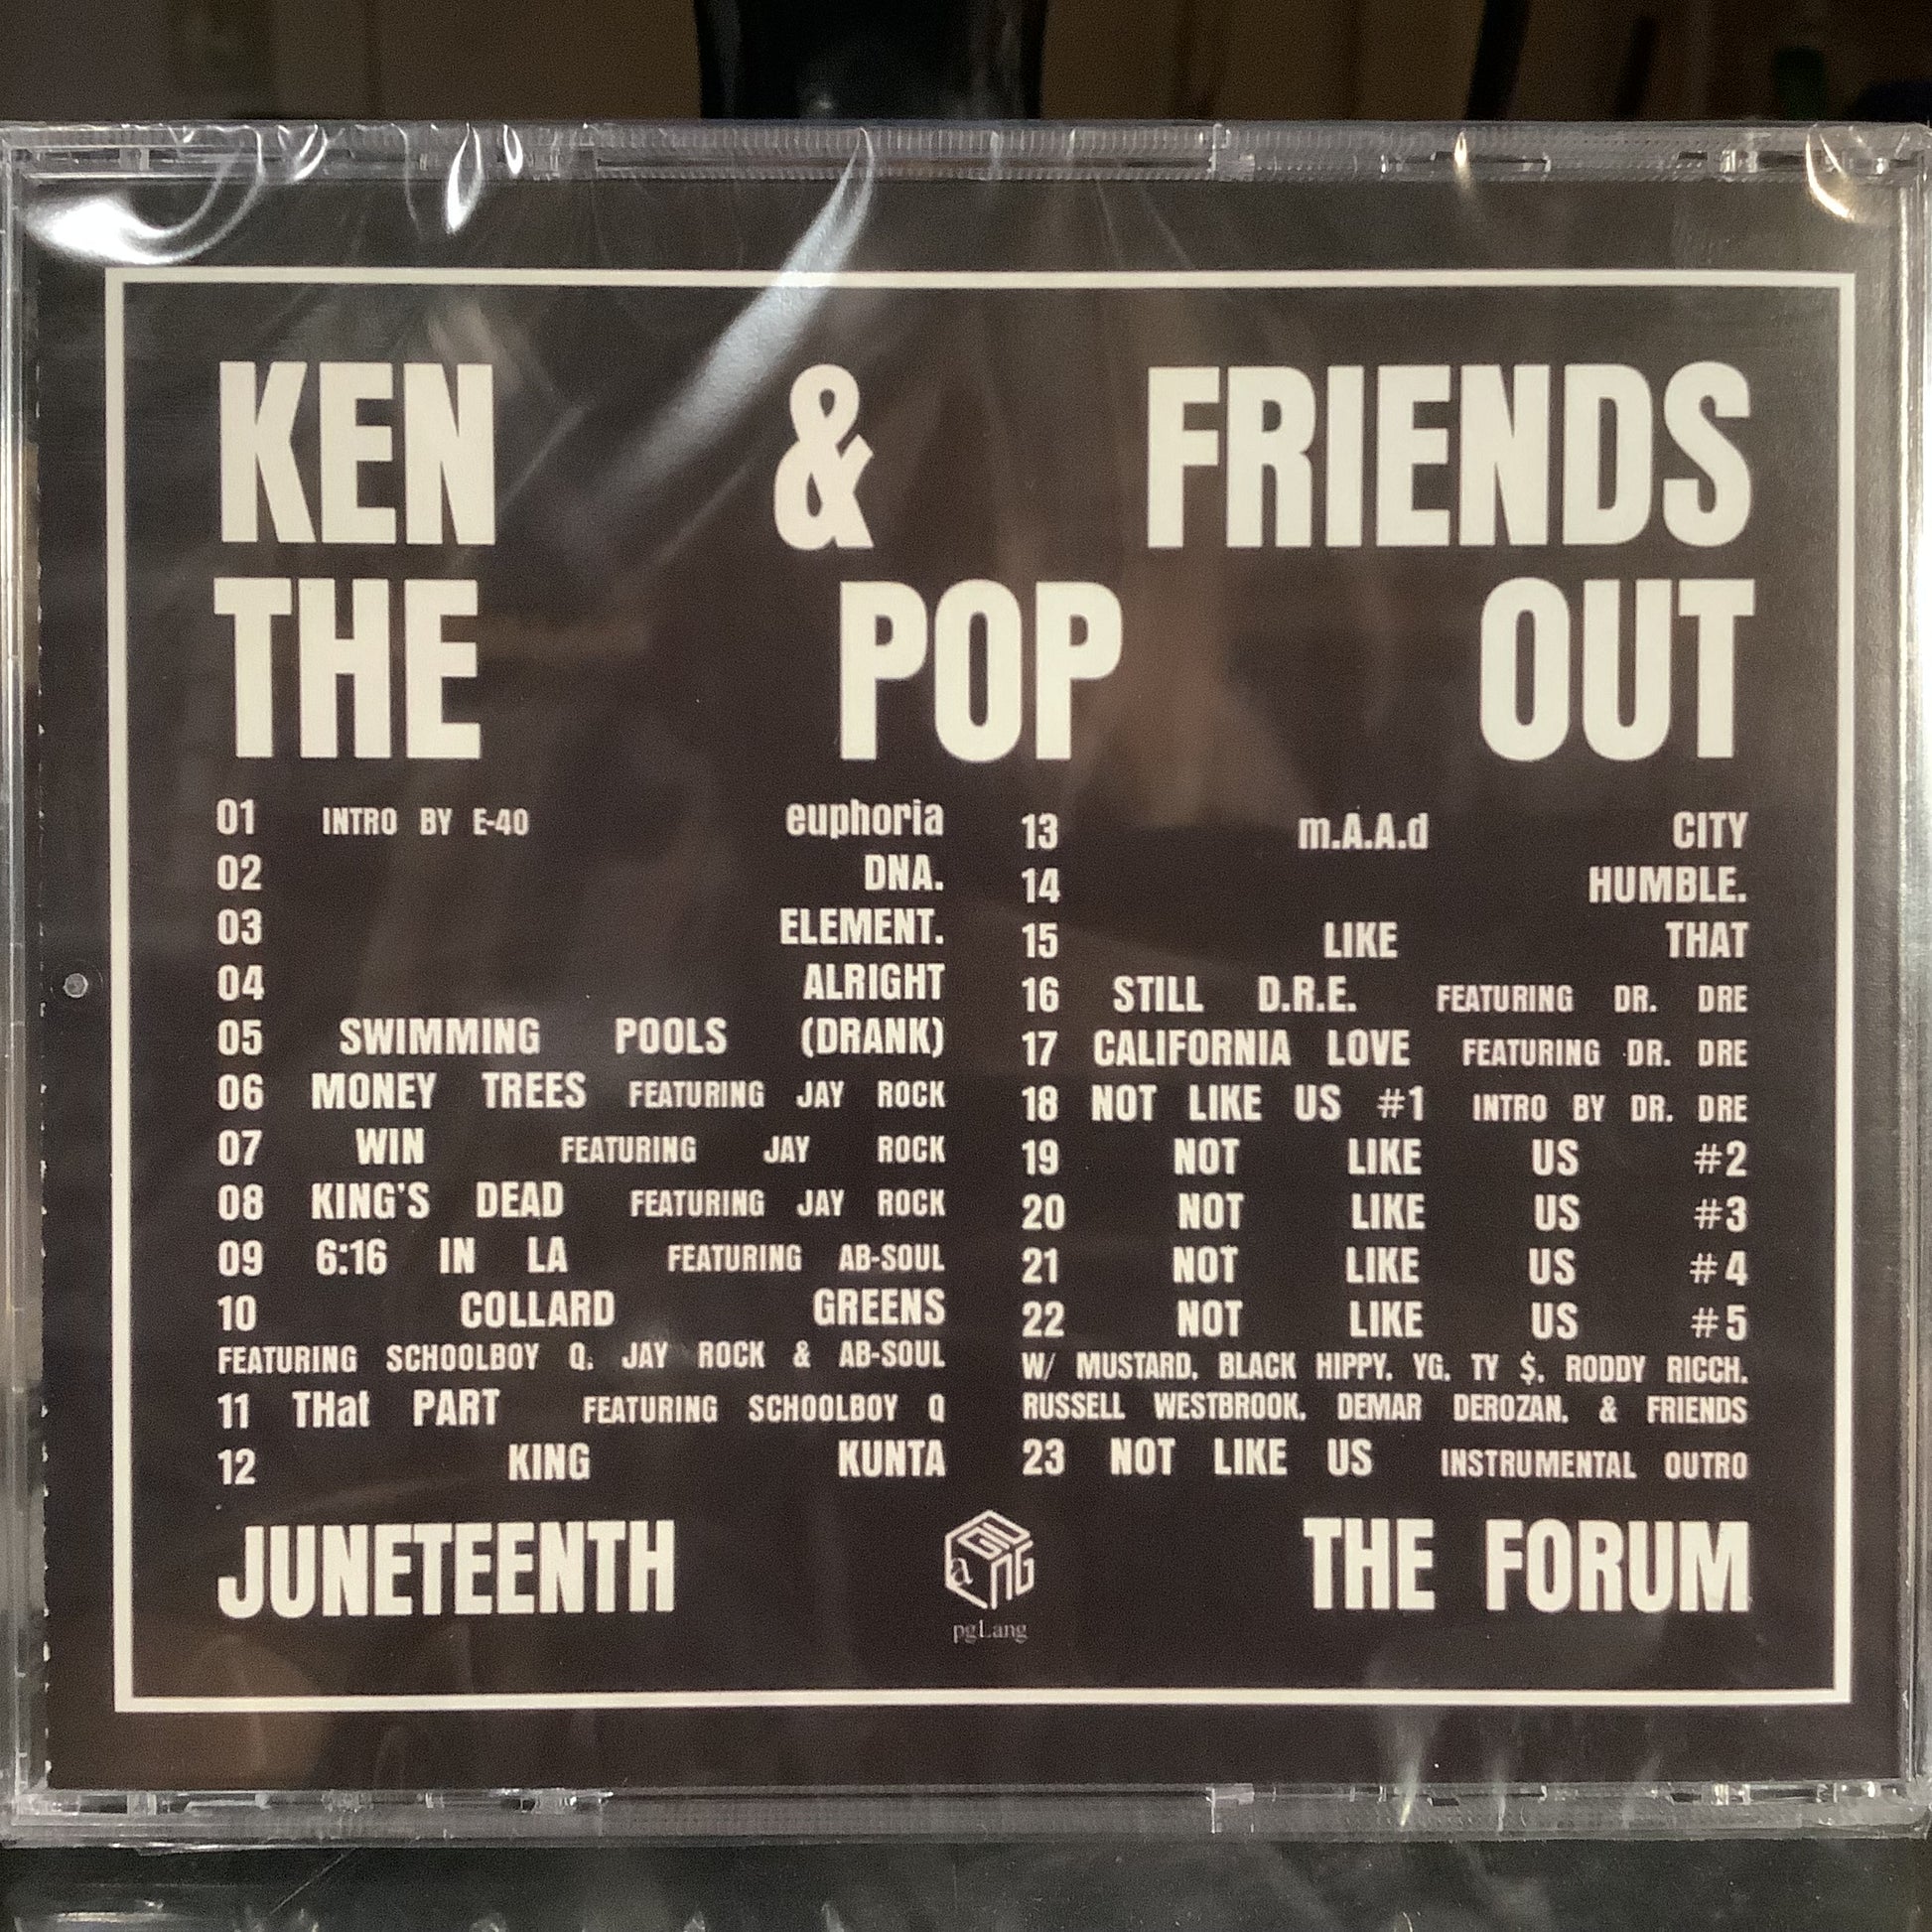 KEN & FRIENDS
THE POP OUT
01 INTRO BY E-40 euphoria
02 DNA.
03 ELEMENT.
04 ALRIGHT
05 SWIMMING POOLS (DRANK)
06 MONEY TREES FEATURING JAY ROCK
07 WIN FEATURING JAY ROCK
08 KING'S DEAD FEATURING JAY ROCK
09 6:16 IN LA FEATURING AB-SOUL
10 COLLARD GREENS
FEATURING SCHOOLBOY Q, JAY ROCK & AB-SOUL
11 THat PART FEATURING SCHOOLBOY Q
12 KING KUNTA
13 m.A.A.d CITY
14 HUMBLE.
15 LIKE THAT
16 STILL D.R.E. FEATURING DR. DRE
17 CALIFORNIA LOVE FEATURING DR. DRE
18 NOT LIKE US #1 INTRO BY DR. DRE
19 NOT LIKE US #2
20 NOT LIKE US #3
21 NOT LIKE US #4
22 NOT LIKE US #5
W/ MUSTARD, BLACK HIPPY, YG, TY $, RODDY RICCH,
RUSSELL WESTBROOK, DEMAR DEROZAN, & FRIENDS
23 NOT LIKE US INSTRUMENTAL OUTRO
JUNETEENTH
pgLang
THE FORUM